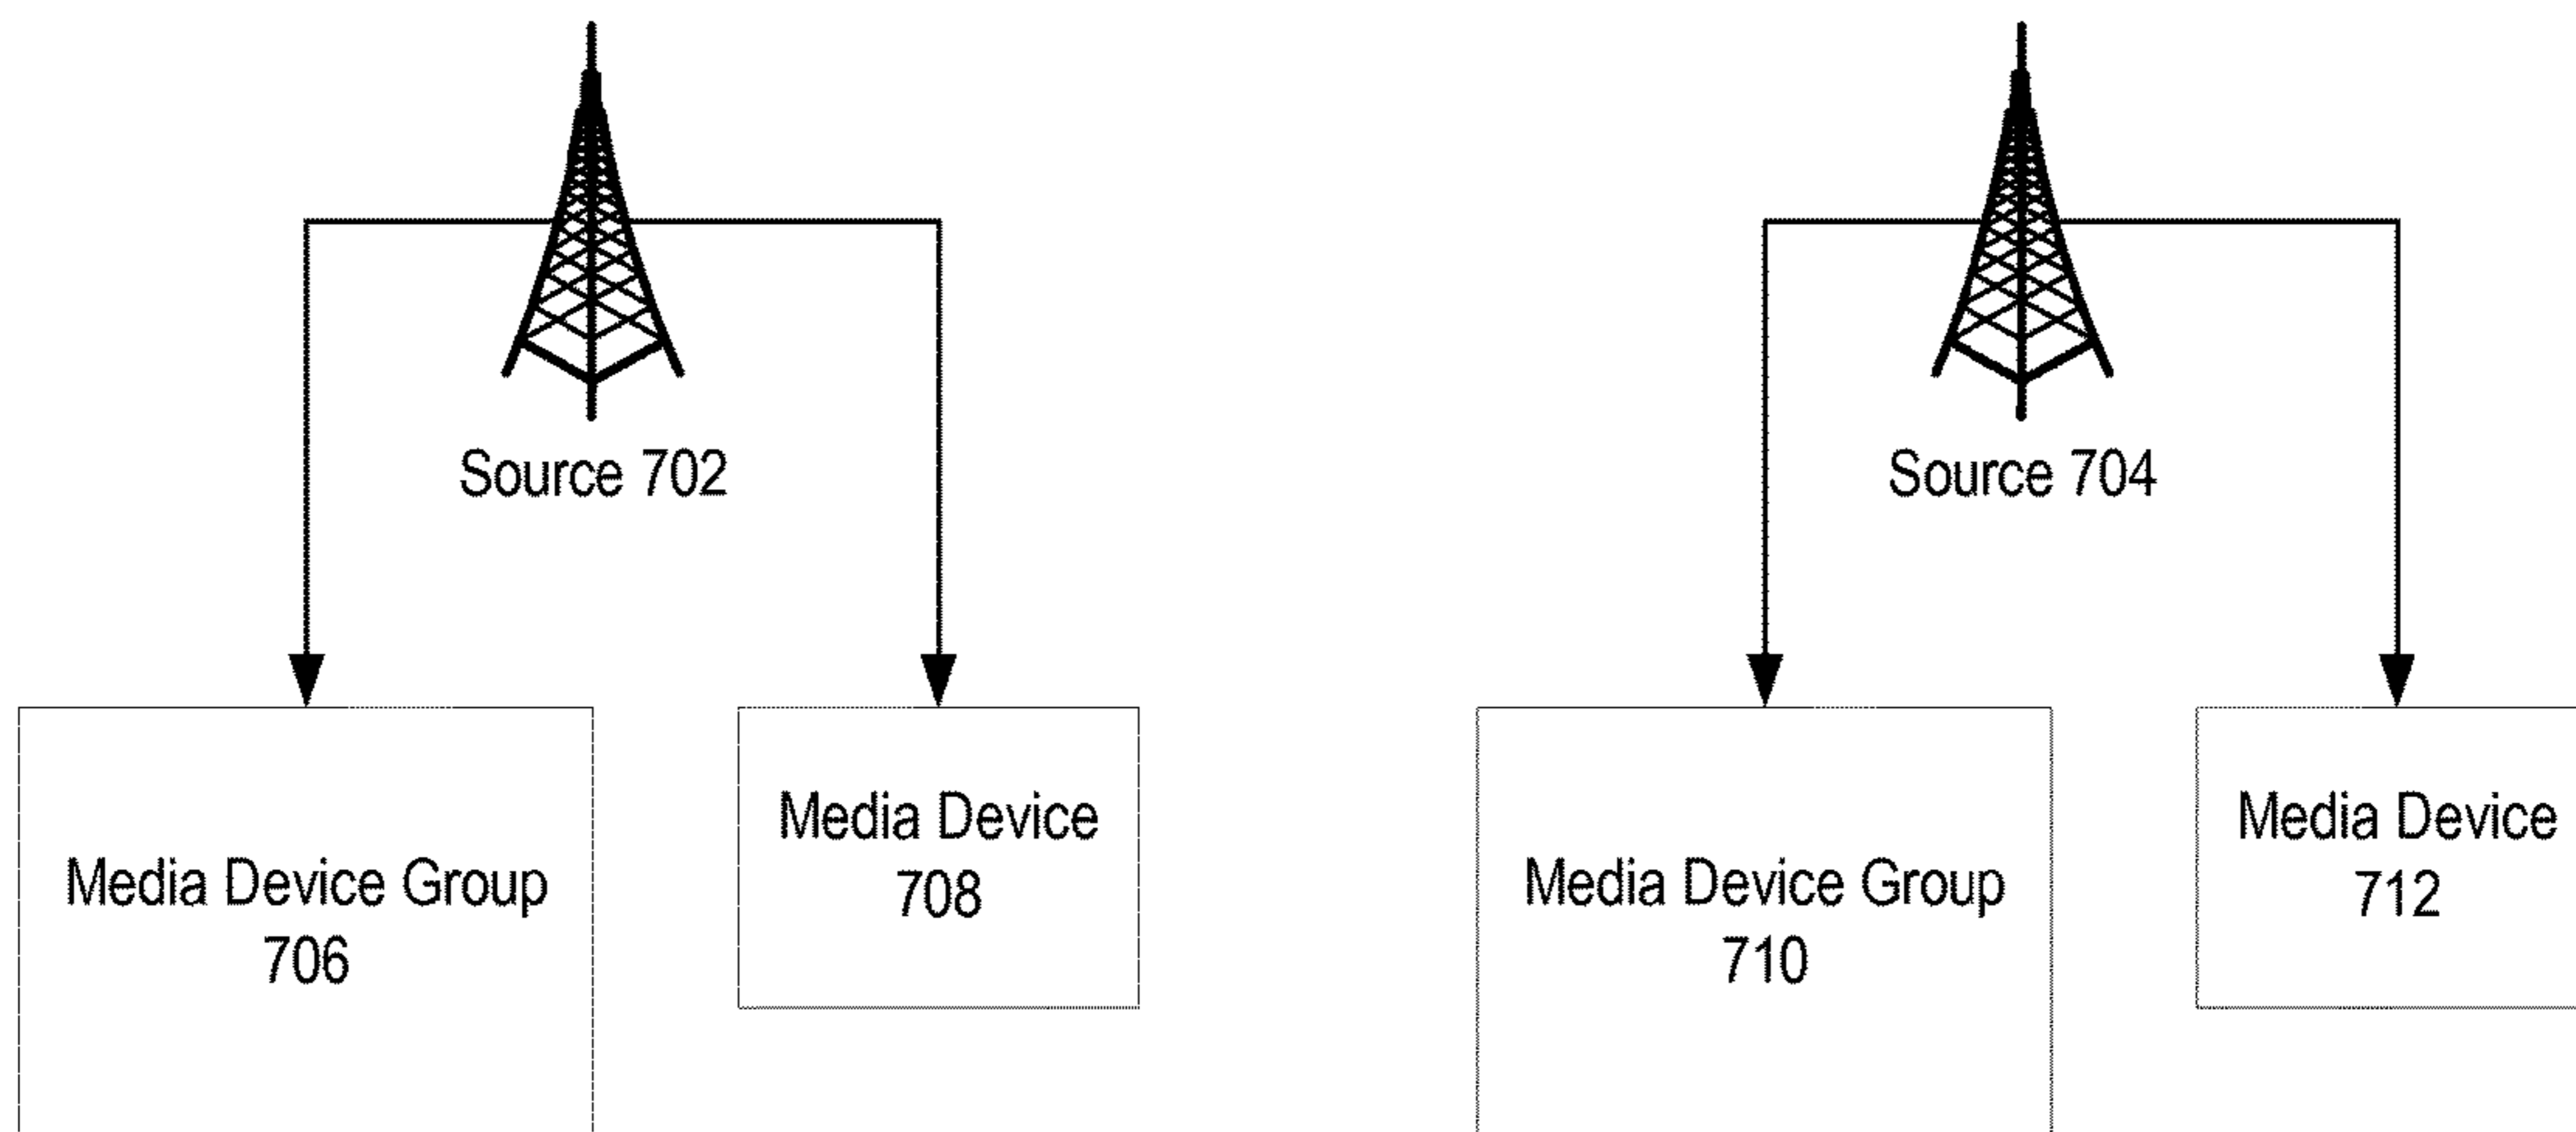 Source 702
Source 704
Media Device Group
706
Media Device
708
Media Device Group
710
Media Device
712